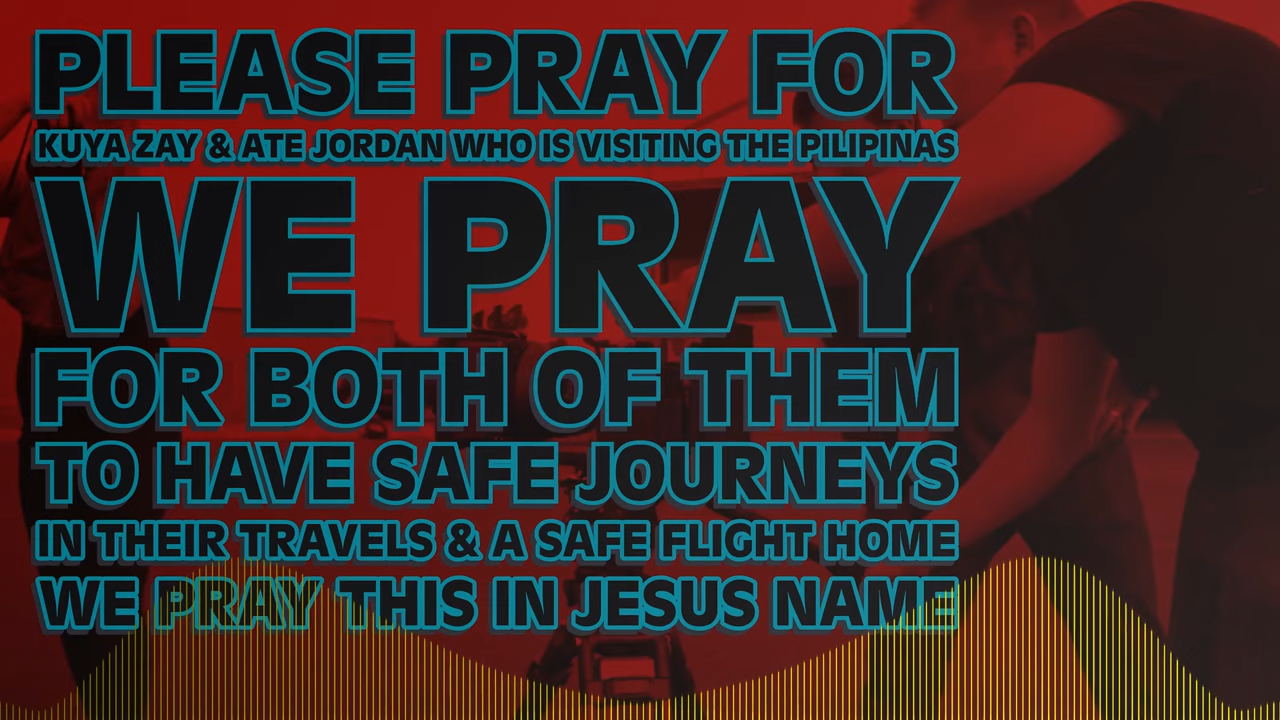 PLEASE PRAY FOR
KUYA ZAY & ATE JORDAN WHO IS VISITING THE PILIPINAS
WE PRAY
FOR BOTH OF THEM
TO HAVE SAFE JOURNEYS
IN THEIR TRAVELS & A SAFE FLIGHT HOME
WE PRAY THIS IN JESUS NAME